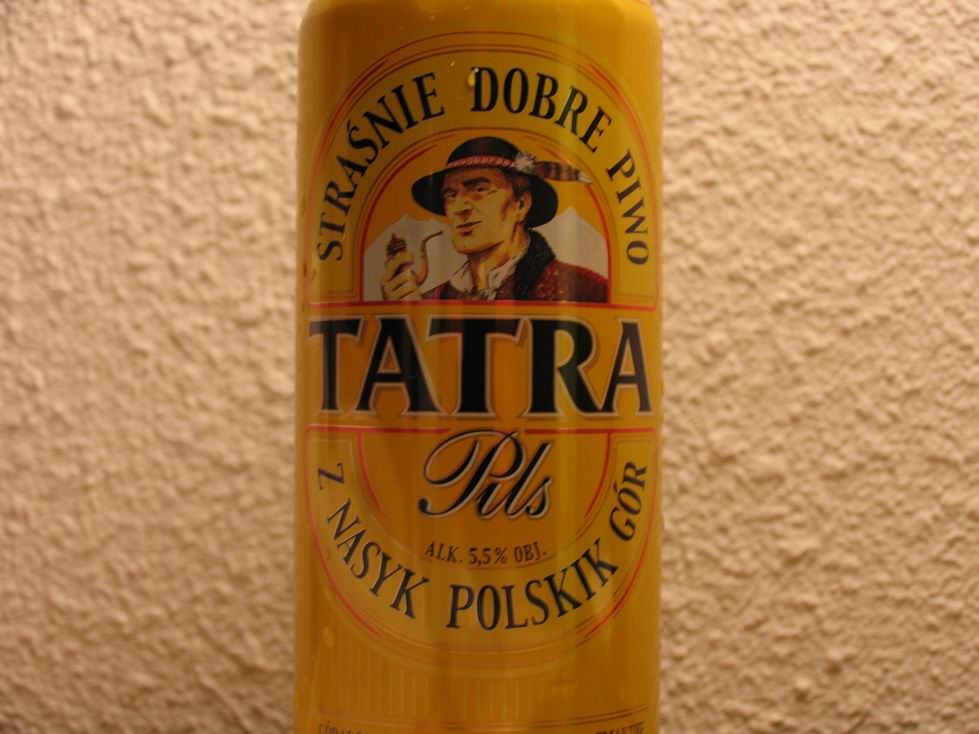 STRAŚNIE DOBRE PIWO
TATRA
Pils
ALK. 5,5% OBJ.
Z NASYK POLSKIK GÓR